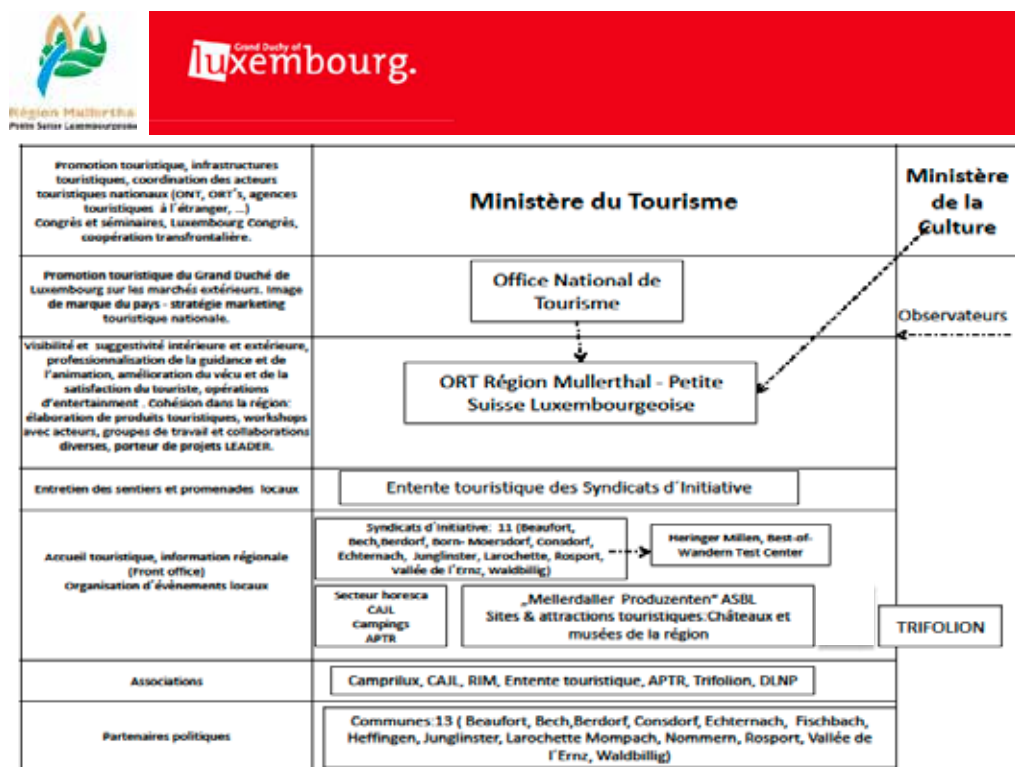 Région Mullertha
Petite Suisse Luxembourgeoise
Grand Duchy of
luxembourg.
Promotion touristique, infrastructures
touristiques, coordination des acteurs
touristiques nationaux (ONT, ORT´s, agences
touristiques à l´étranger, ...)
Congrès et séminaires, Luxembourg Congrès,
coopération transfrontalière.
Ministère du Tourisme
Ministère
de la
Culture
Promotion touristique du Grand Duché de
Luxembourg sur les marchés extérieurs. Image
de marque du pays - stratégie marketing
touristique nationale.
Office National de
Tourisme
Observateurs
Visibilité et suggestivité intérieure et extérieure,
professionnalisation de la guidance et de
l´animation, amélioration du vécu et de la
satisfaction du touriste, opérations
d´entertainment . Cohésion dans la région:
élaboration de produits touristiques, workshops
avec acteurs, groupes de travail et collaborations
diverses, porteur de projets LEADER.
ORT Région Mullerthal - Petite
Suisse Luxembourgeoise
Entretien des sentiers et promenades locaux
Entente touristique des Syndicats d´Initiative
Accueil touristique, information régionale
(Front office)
Organisation d´évènements locaux
Syndicats d´Initiative: 11 (Beaufort,
Bech,Berdorf, Born- Moersdorf, Consdorf,
Echternach, Junglinster, Larochette, Rosport,
Vallée de l´Ernz, Waldbillig)
Heringer Millen, Best-of-
Wandern Test Center
Secteur horesca
CAJL
Campings
APTR
„Mellerdaller Produzenten“ ASBL
Sites & attractions touristiques:Châteaux et
musées de la région
TRIFOLION
Associations
Camprilux, CAJL, RIM, Entente touristique, APTR, Trifolion, DLNP
Partenaires politiques
Communes:13 ( Beaufort, Bech,Berdorf, Consdorf, Echternach, Fischbach,
Heffingen, Junglinster, Larochette Mompach, Nommern, Rosport, Vallée de
l´Ernz, Waldbillig)